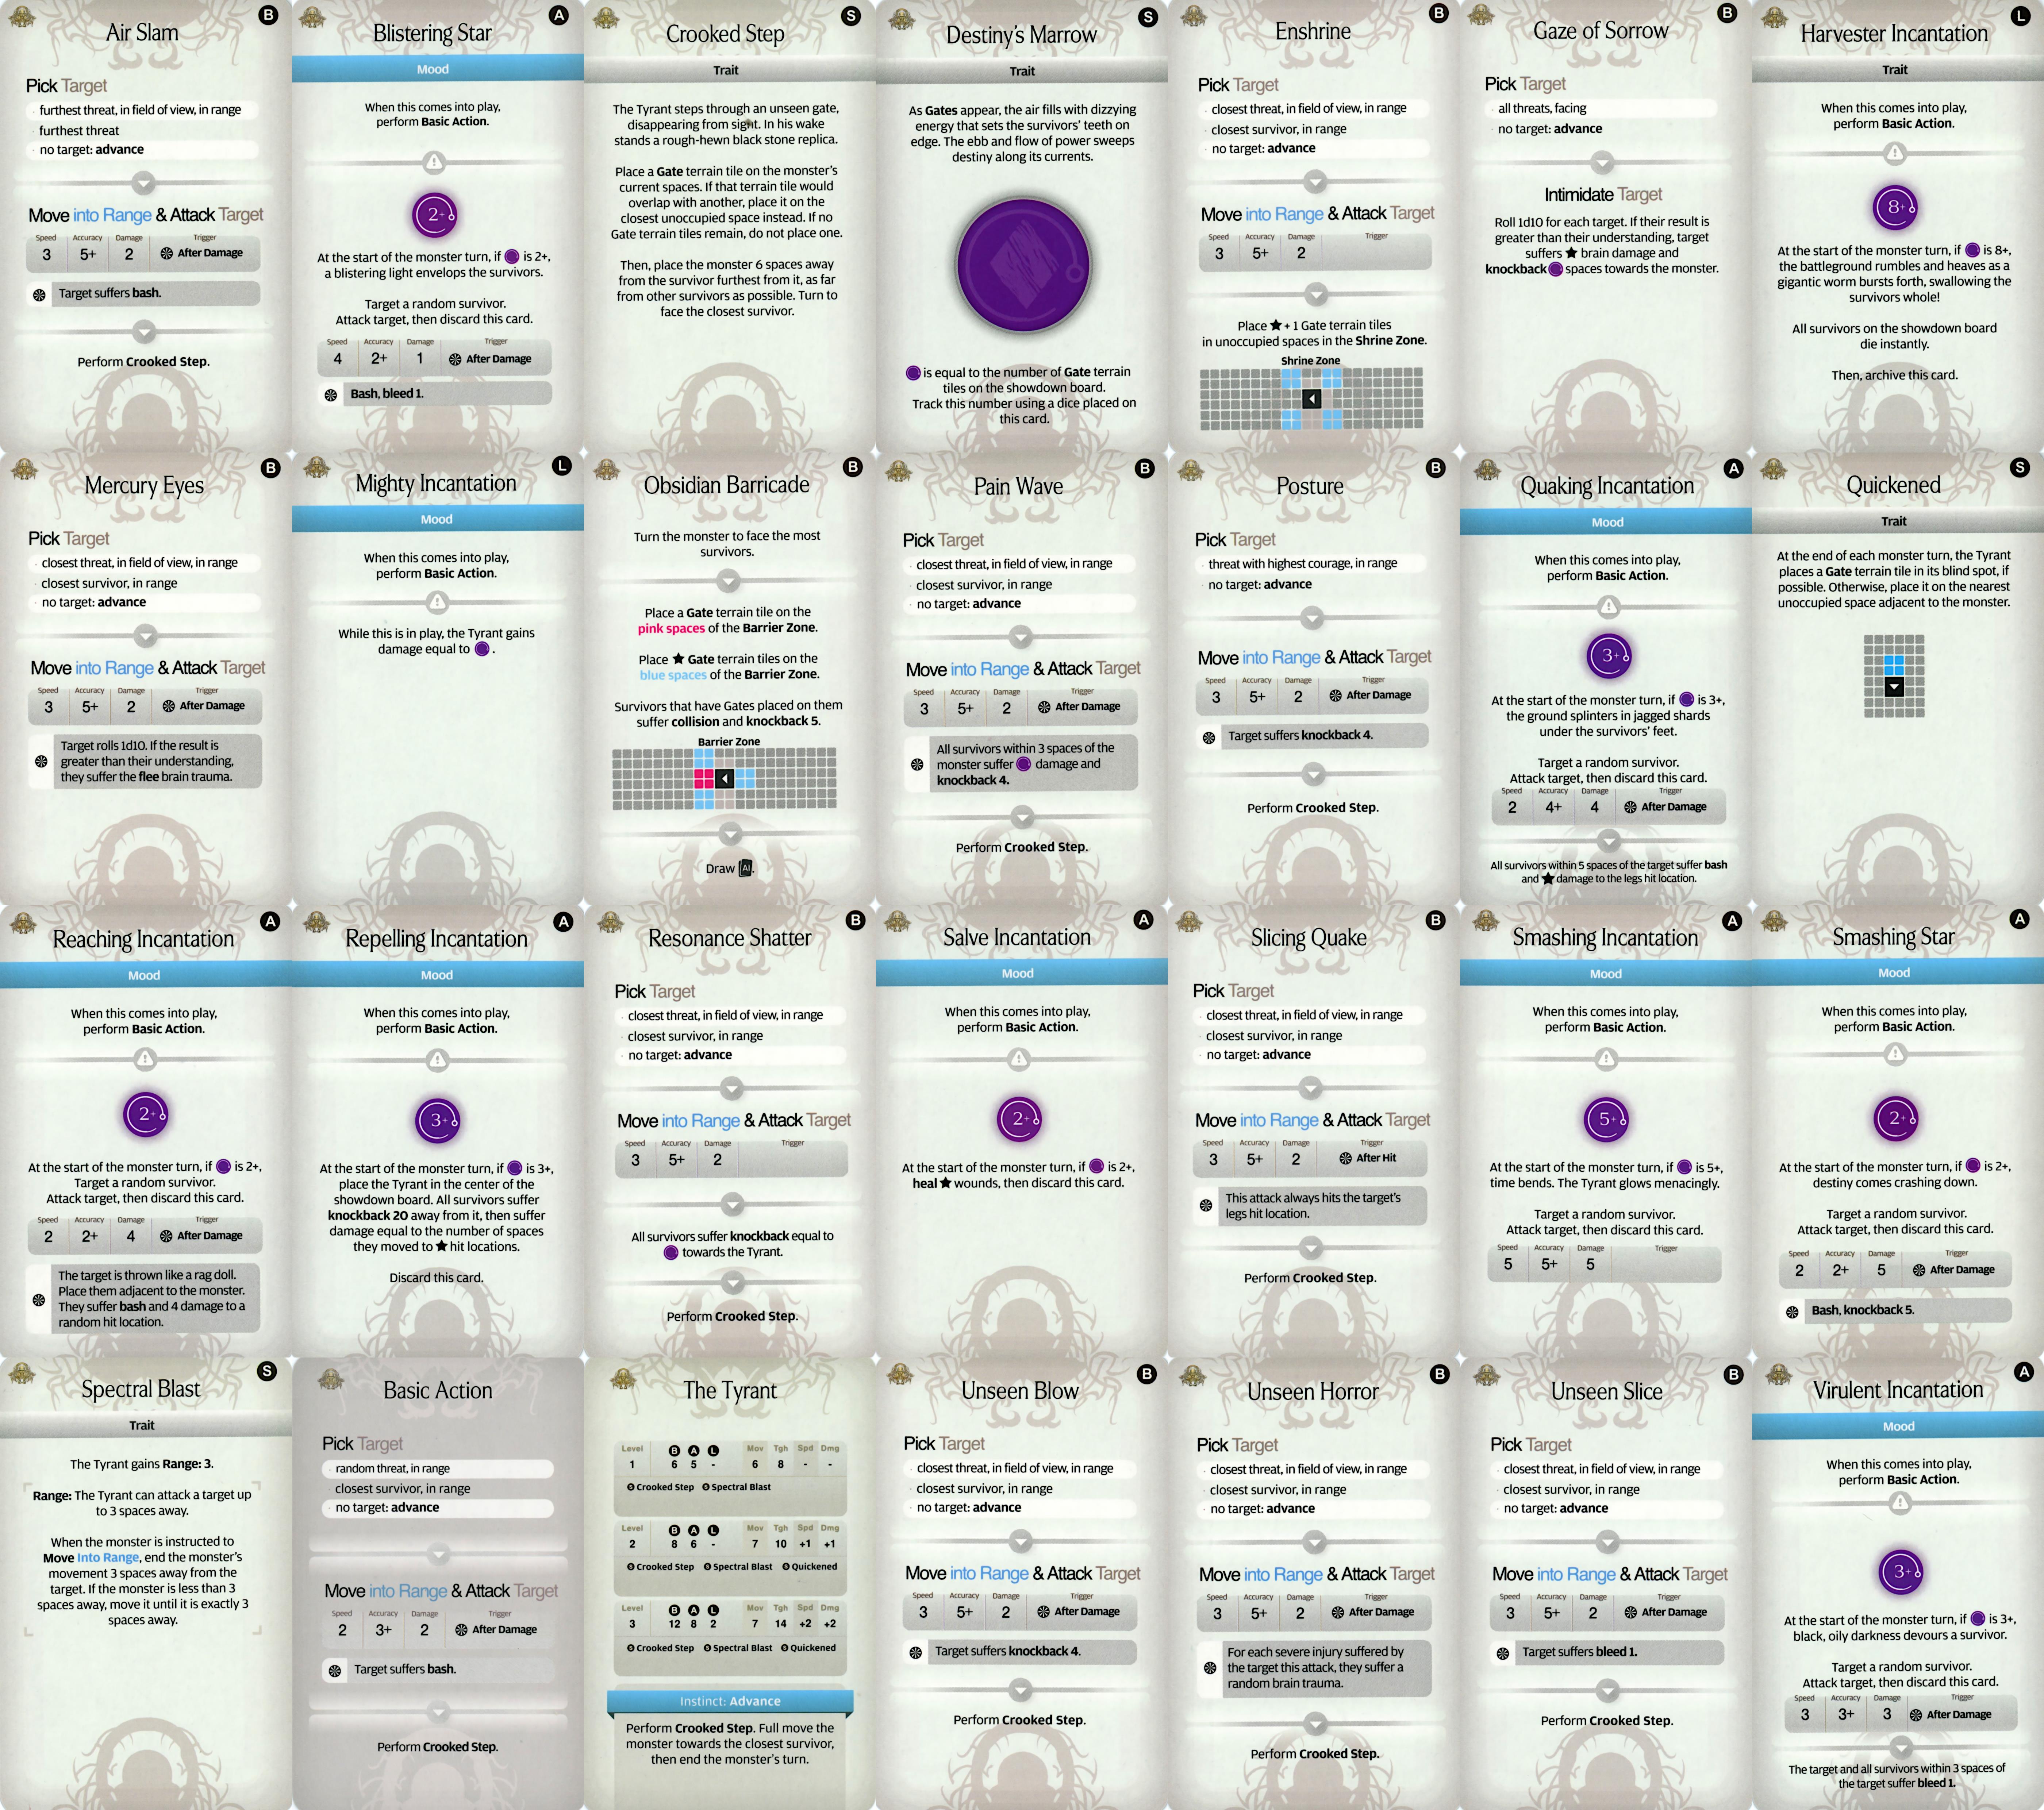 B
Air Slam
Pick Target
furthest threat, in field of view, in range
furthest threat
no target: advance
Move into Range & Attack Target
Speed Accuracy Damage Trigger
3 5+ 2 After Damage
Target suffers bash.
Perform Crooked Step.
A
Blistering Star
Mood
When this comes into play,
perform Basic Action.
2+
At the start of the monster turn, if is 2+,
a blistering light envelops the survivors.
Target a random survivor.
Attack target, then discard this card.
Speed Accuracy Damage Trigger
4 2+ 1 After Damage
Bash, bleed 1.
S
Crooked Step
Trait
The Tyrant steps through an unseen gate,
disappearing from sight. In his wake
stands a rough-hewn black stone replica.
Place a Gate terrain tile on the monster's
current spaces. If that terrain tile would
overlap with another, place it on the
closest unoccupied space instead. If no
Gate terrain tiles remain, do not place one.
Then, place the monster 6 spaces away
from the survivor furthest from it, as far
from other survivors as possible. Turn to
face the closest survivor.
S
Destiny's Marrow
Trait
As Gates appear, the air fills with dizzying
energy that sets the survivors' teeth on
edge. The ebb and flow of power sweeps
destiny along its currents.
is equal to the number of Gate terrain
tiles on the showdown board.
Track this number using a dice placed on
this card.
B
Enshrine
Pick Target
closest threat, in field of view, in range
closest survivor, in range
no target: advance
Move into Range & Attack Target
Speed Accuracy Damage Trigger
3 5+ 2
Place ★ + 1 Gate terrain tiles
in unoccupied spaces in the Shrine Zone.
Shrine Zone
B
Gaze of Sorrow
Pick Target
all threats, facing
no target: advance
Intimidate Target
Roll 1d10 for each target. If their result is
greater than their understanding, target
suffers ★ brain damage and
knockback spaces towards the monster.
L
Harvester Incantation
Trait
When this comes into play,
perform Basic Action.
8+
At the start of the monster turn, if is 8+,
the battleground rumbles and heaves as a
gigantic worm bursts forth, swallowing the
survivors whole!
All survivors on the showdown board
die instantly.
Then, archive this card.
B
Mercury Eyes
Pick Target
closest threat, in field of view, in range
closest survivor, in range
no target: advance
Move into Range & Attack Target
Speed Accuracy Damage Trigger
3 5+ 2 After Damage
Target rolls 1d10. If the result is
greater than their understanding,
they suffer the flee brain trauma.
L
Mighty Incantation
Mood
When this comes into play,
perform Basic Action.
While this is in play, the Tyrant gains
damage equal to .
B
Obsidian Barricade
Turn the monster to face the most
survivors.
Place a Gate terrain tile on the
pink spaces of the Barrier Zone.
Place ★ Gate terrain tiles on the
blue spaces of the Barrier Zone.
Survivors that have Gates placed on them
suffer collision and knockback 5.
Barrier Zone
Draw AI.
B
Pain Wave
Pick Target
closest threat, in field of view, in range
closest survivor, in range
no target: advance
Move into Range & Attack Target
Speed Accuracy Damage Trigger
3 5+ 2 After Damage
All survivors within 3 spaces of the
monster suffer damage and
knockback 4.
Perform Crooked Step.
B
Posture
Pick Target
threat with highest courage, in range
no target: advance
Move into Range & Attack Target
Speed Accuracy Damage Trigger
3 5+ 2 After Damage
Target suffers knockback 4.
Perform Crooked Step.
A
Quaking Incantation
Mood
When this comes into play,
perform Basic Action.
3+
At the start of the monster turn, if is 3+,
the ground splinters in jagged shards
under the survivors' feet.
Target a random survivor.
Attack target, then discard this card.
Speed Accuracy Damage Trigger
2 4+ 4 After Damage
All survivors within 5 spaces of the target suffer bash
and ★ damage to the legs hit location.
S
Quickened
Trait
At the end of each monster turn, the Tyrant
places a Gate terrain tile in its blind spot, if
possible. Otherwise, place it on the nearest
unoccupied space adjacent to the monster.
A
Reaching Incantation
Mood
When this comes into play,
perform Basic Action.
2+
At the start of the monster turn, if is 2+,
Target a random survivor.
Attack target, then discard this card.
Speed Accuracy Damage Trigger
2 2+ 4 After Damage
The target is thrown like a rag doll.
Place them adjacent to the monster.
They suffer bash and 4 damage to a
random hit location.
A
Repelling Incantation
Mood
When this comes into play,
perform Basic Action.
3+
At the start of the monster turn, if is 3+,
place the Tyrant in the center of the
showdown board. All survivors suffer
knockback 20 away from it, then suffer
damage equal to the number of spaces
they moved to ★ hit locations.
Discard this card.
B
Resonance Shatter
Pick Target
closest threat, in field of view, in range
closest survivor, in range
no target: advance
Move into Range & Attack Target
Speed Accuracy Damage Trigger
3 5+ 2
All survivors suffer knockback equal to
towards the Tyrant.
Perform Crooked Step.
A
Salve Incantation
Mood
When this comes into play,
perform Basic Action.
2+
At the start of the monster turn, if is 2+,
heal ★ wounds, then discard this card.
B
Slicing Quake
Pick Target
closest threat, in field of view, in range
closest survivor, in range
no target: advance
Move into Range & Attack Target
Speed Accuracy Damage Trigger
3 5+ 2 After Hit
This attack always hits the target's
legs hit location.
Perform Crooked Step.
A
Smashing Incantation
Mood
When this comes into play,
perform Basic Action.
5+
At the start of the monster turn, if is 5+,
time bends. The Tyrant glows menacingly.
Target a random survivor.
Attack target, then discard this card.
Speed Accuracy Damage Trigger
5 5+ 5
A
Smashing Star
Mood
When this comes into play,
perform Basic Action.
2+
At the start of the monster turn, if is 2+,
destiny comes crashing down.
Target a random survivor.
Attack target, then discard this card.
Speed Accuracy Damage Trigger
2 2+ 5 After Damage
Bash, knockback 5.
S
Spectral Blast
Trait
The Tyrant gains Range: 3.
Range: The Tyrant can attack a target up
to 3 spaces away.
When the monster is instructed to
Move Into Range, end the monster's
movement 3 spaces away from the
target. If the monster is less than 3
spaces away, move it until it is exactly 3
spaces away.
Basic Action
Pick Target
random threat, in range
closest survivor, in range
no target: advance
Move into Range & Attack Target
Speed Accuracy Damage Trigger
2 3+ 2 After Damage
Target suffers bash.
Perform Crooked Step.
The Tyrant
Level B A L Mov Tgh Spd Dmg
1 6 5 - 6 8 - -
S Crooked Step S Spectral Blast
Level B A L Mov Tgh Spd Dmg
2 8 6 - 7 10 +1 +1
S Crooked Step S Spectral Blast S Quickened
Level B A L Mov Tgh Spd Dmg
3 12 8 2 7 14 +2 +2
S Crooked Step S Spectral Blast S Quickened
Instinct: Advance
Perform Crooked Step. Full move the
monster towards the closest survivor,
then end the monster's turn.
B
Unseen Blow
Pick Target
closest threat, in field of view, in range
closest survivor, in range
no target: advance
Move into Range & Attack Target
Speed Accuracy Damage Trigger
3 5+ 2 After Damage
Target suffers knockback 4.
Perform Crooked Step.
B
Unseen Horror
Pick Target
closest threat, in field of view, in range
closest survivor, in range
no target: advance
Move into Range & Attack Target
Speed Accuracy Damage Trigger
3 5+ 2 After Damage
For each severe injury suffered by
the target this attack, they suffer a
random brain trauma.
Perform Crooked Step.
B
Unseen Slice
Pick Target
closest threat, in field of view, in range
closest survivor, in range
no target: advance
Move into Range & Attack Target
Speed Accuracy Damage Trigger
3 5+ 2 After Damage
Target suffers bleed 1.
Perform Crooked Step.
A
Virulent Incantation
Mood
When this comes into play,
perform Basic Action.
3+
At the start of the monster turn, if is 3+,
black, oily darkness devours a survivor.
Target a random survivor.
Attack target, then discard this card.
Speed Accuracy Damage Trigger
3 3+ 3 After Damage
The target and all survivors within 3 spaces of
the target suffer bleed 1.